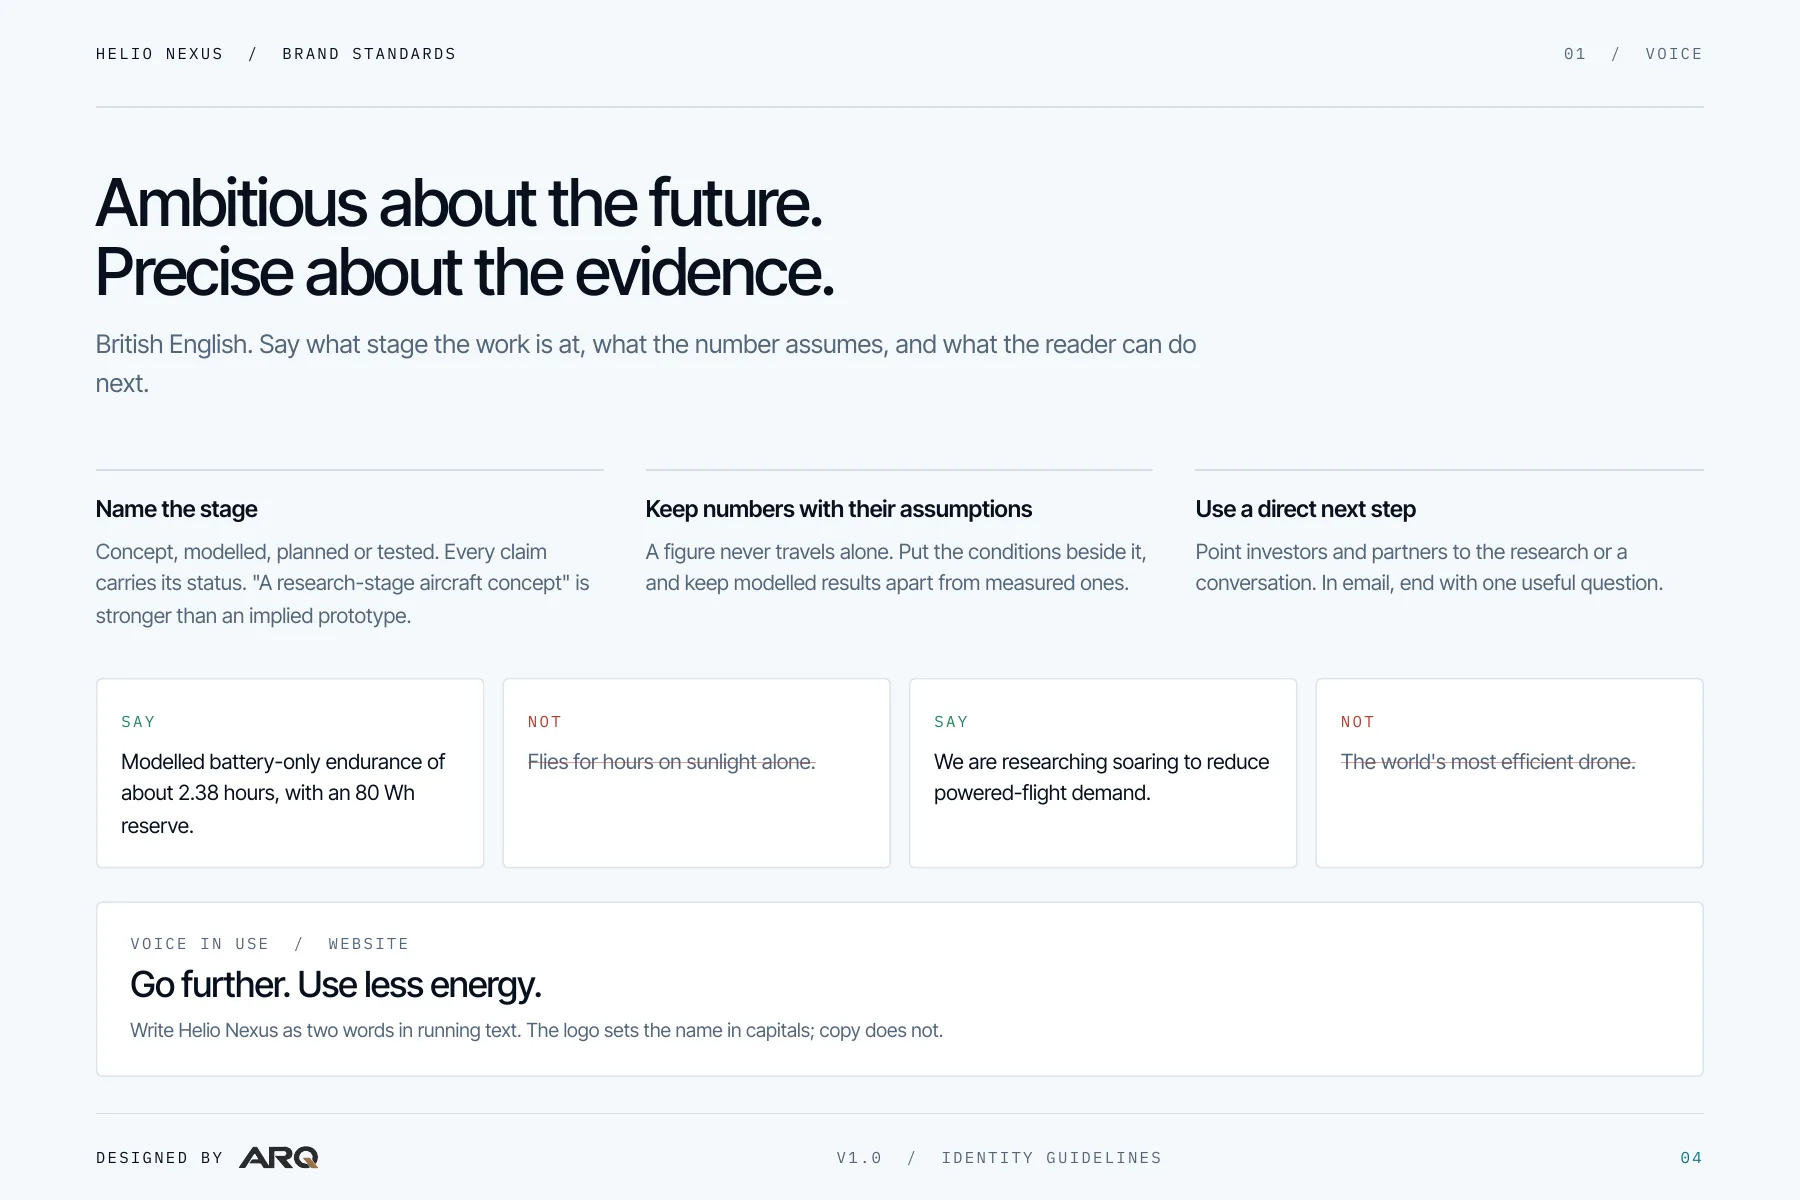 HELIO NEXUS / BRAND STANDARDS
01 / VOICE
Ambitious about the future.
Precise about the evidence.
British English. Say what stage the work is at, what the number assumes, and what the reader can do
next.
Name the stage
Concept, modelled, planned or tested. Every claim
carries its status. "A research-stage aircraft concept" is
stronger than an implied prototype.
Keep numbers with their assumptions
A figure never travels alone. Put the conditions beside it,
and keep modelled results apart from measured ones.
Use a direct next step
Point investors and partners to the research or a
conversation. In email, end with one useful question.
SAY
Modelled battery-only endurance of
about 2.38 hours, with an 80 Wh
reserve.
NOT
Flies for hours on sunlight alone.
SAY
We are researching soaring to reduce
powered-flight demand.
NOT
The world's most efficient drone.
VOICE IN USE / WEBSITE
Go further. Use less energy.
Write Helio Nexus as two words in running text. The logo sets the name in capitals; copy does not.
DESIGNED BY ARQ
V1.0 / IDENTITY GUIDELINES
04